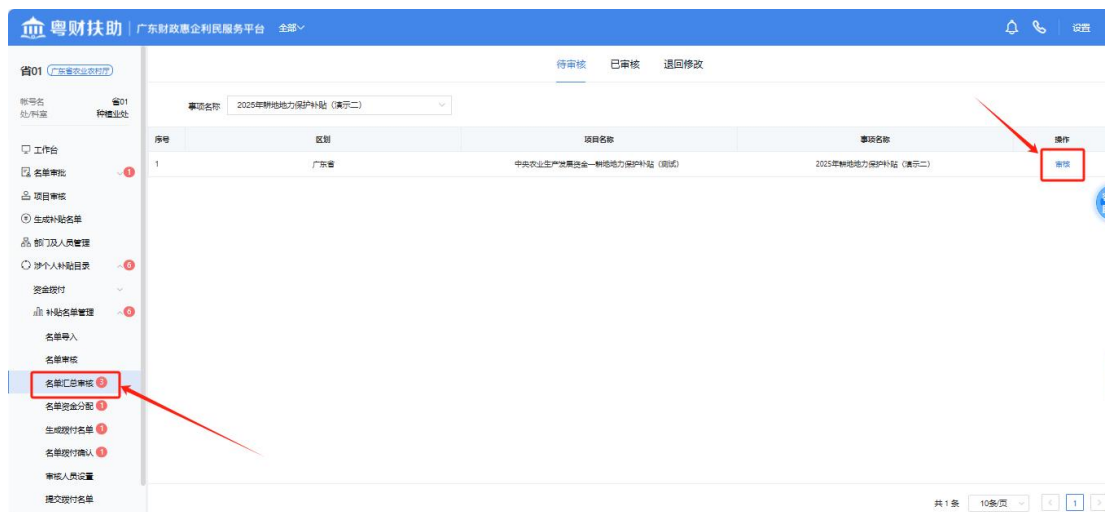 粤财扶助 | 广东财政惠企利民服务平台 全部 设置
省01 广东省农业农村厅
帐号名 省01
处/科室 种植业处
工作台
名单审批 1
项目审核
生成补贴名单
部门及人员管理
涉个人补贴目录 6
资金拨付
补贴名单管理 6
名单导入
名单审核
名单汇总审核 3
名单资金分配 1
生成拨付名单 1
名单拨付确认 1
审核人员设置
提交拨付名单
待审核 已审核 退回修改
事项名称 2025年耕地地力保护补贴（演示二）
序号 区划 项目名称 事项名称 操作
1 广东省 中央农业生产发展资金—耕地地力保护补贴（测试） 2025年耕地地力保护补贴（演示二） 审核
共 1 条 10条/页 < 1 >